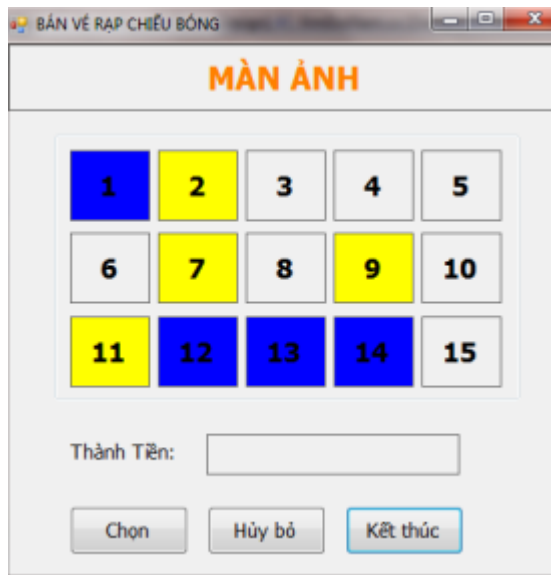 BÁN VÉ RẠP CHIẾU BÓNG
MÀN ẢNH
1 2 3 4 5
6 7 8 9 10
11 12 13 14 15
Thành Tiền:
Chọn Hủy bỏ Kết thúc